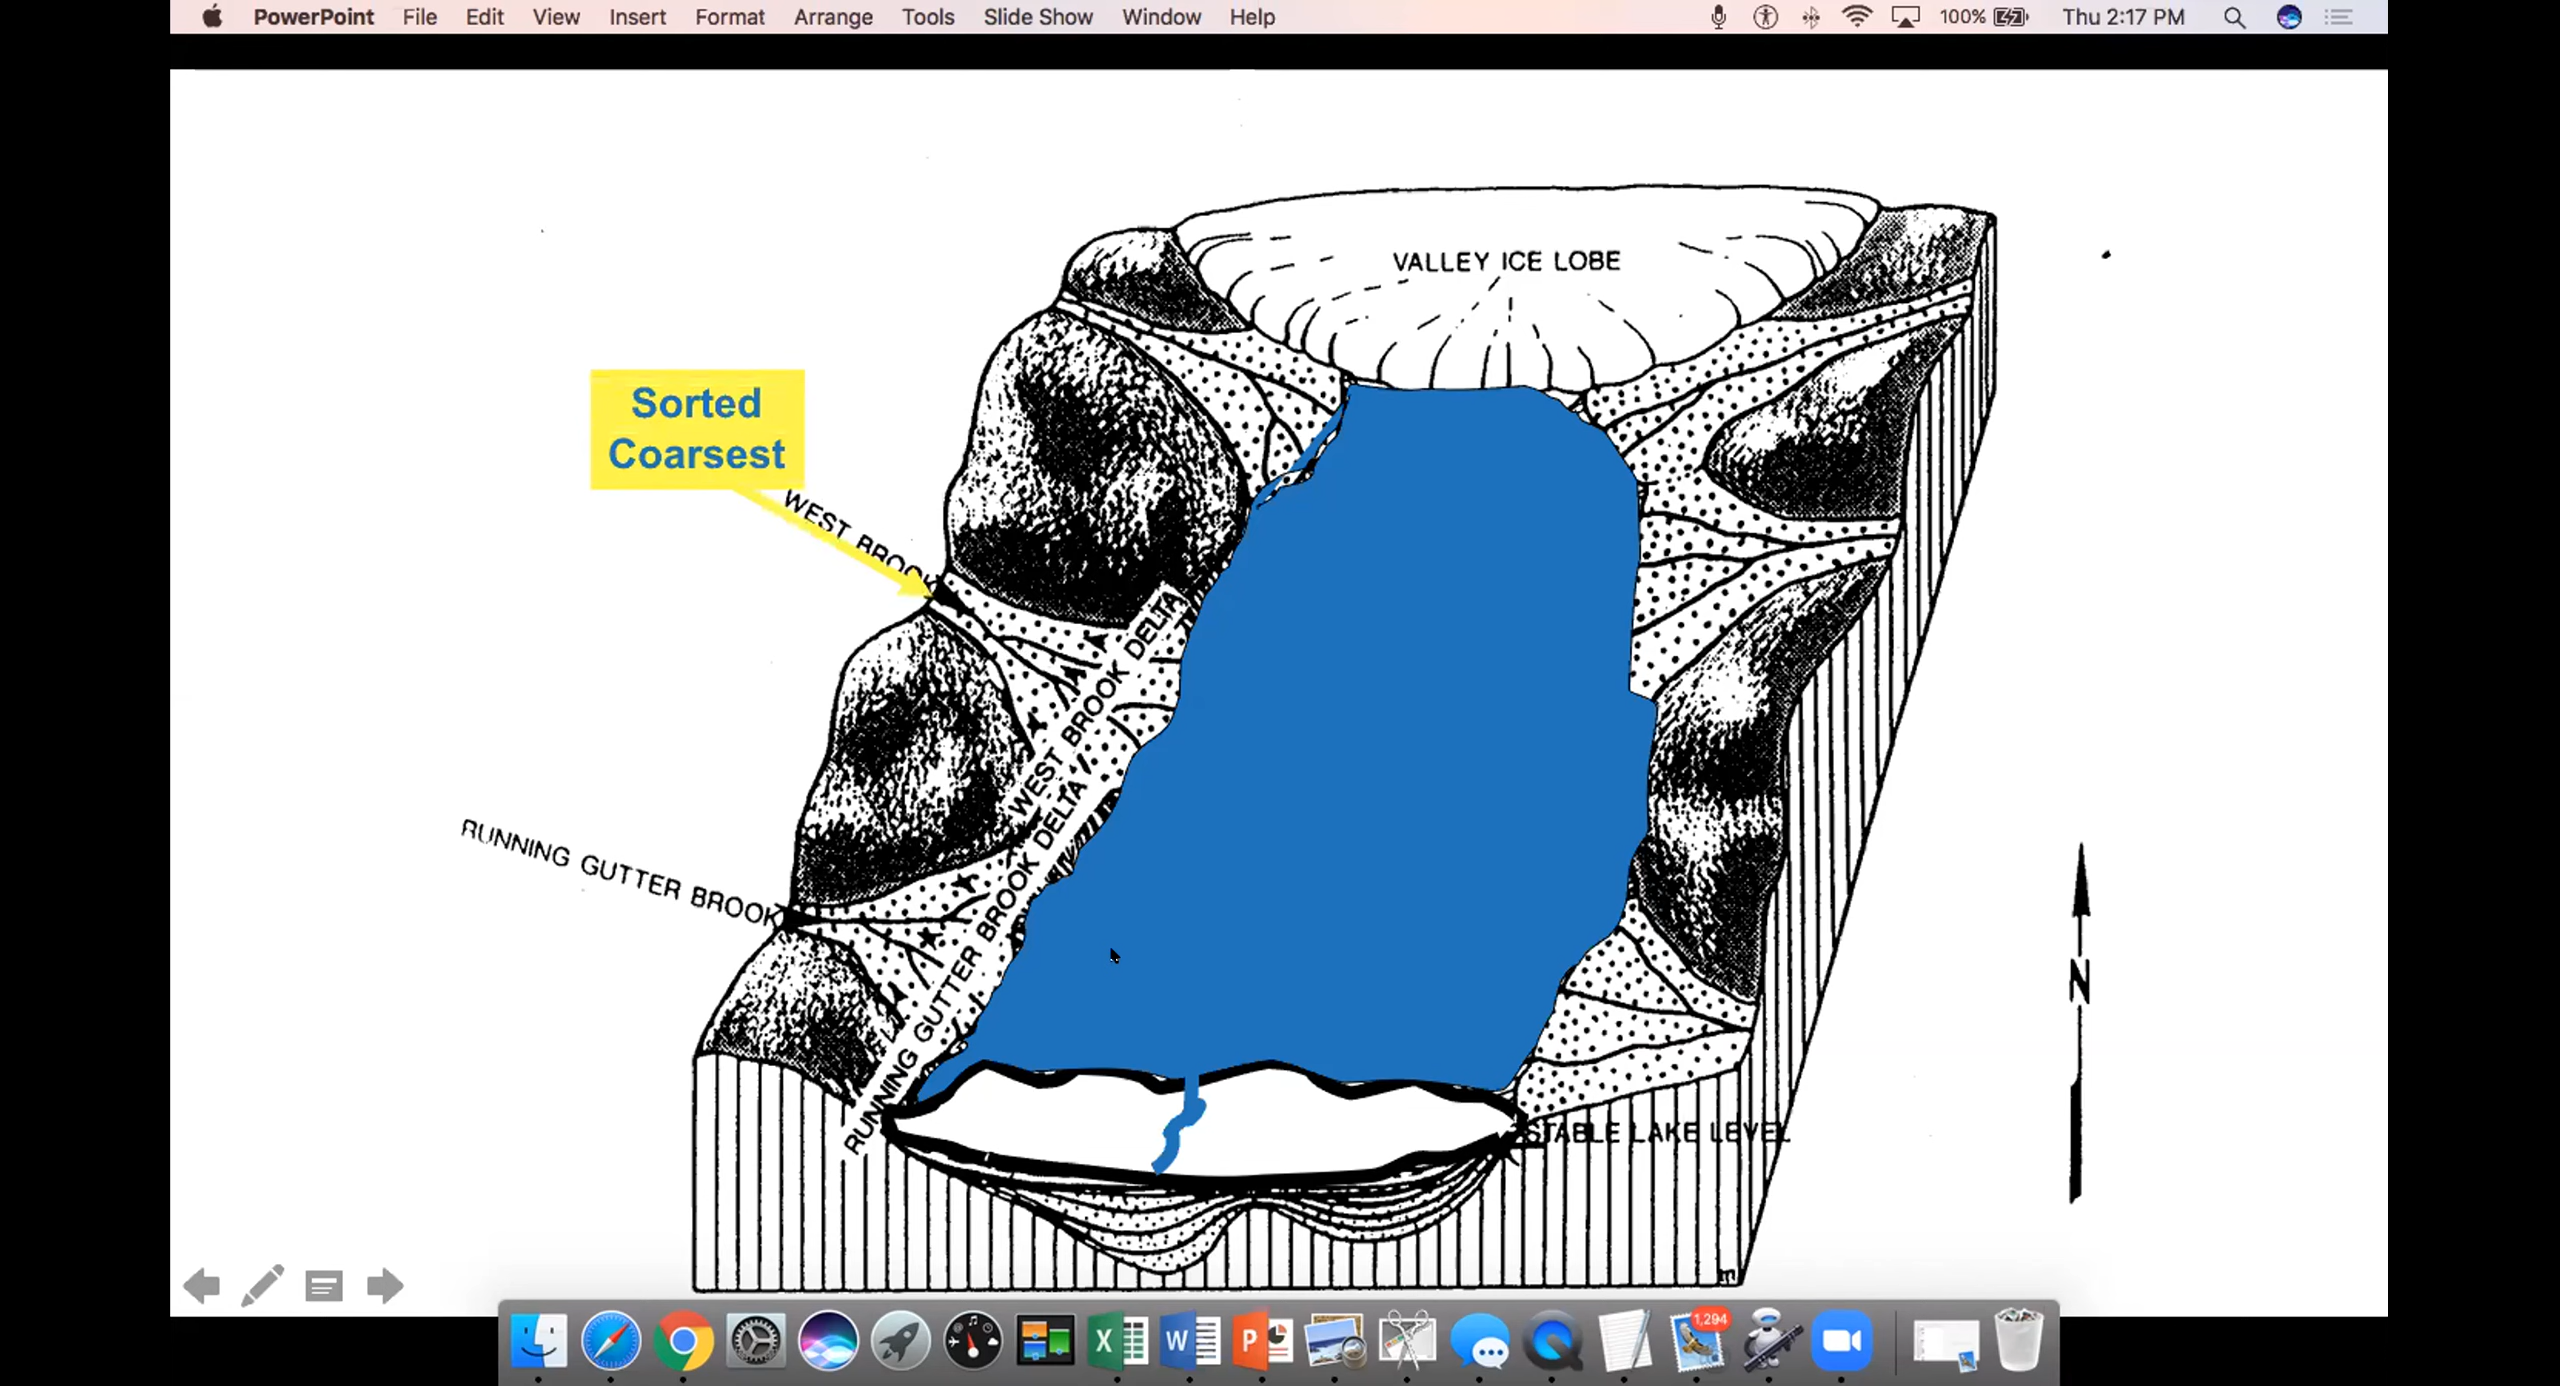 PowerPoint File Edit View Insert Format Arrange Tools Slide Show Window Help 100% Thu 2:17 PM
VALLEY ICE LOBE
Sorted
Coarsest
WEST BROOK
WEST BROOK DELTA
RUNNING GUTTER BROOK
RUNNING GUTTER BROOK DELTA
N
STABLE LAKE LEVEL
X W P 1,294